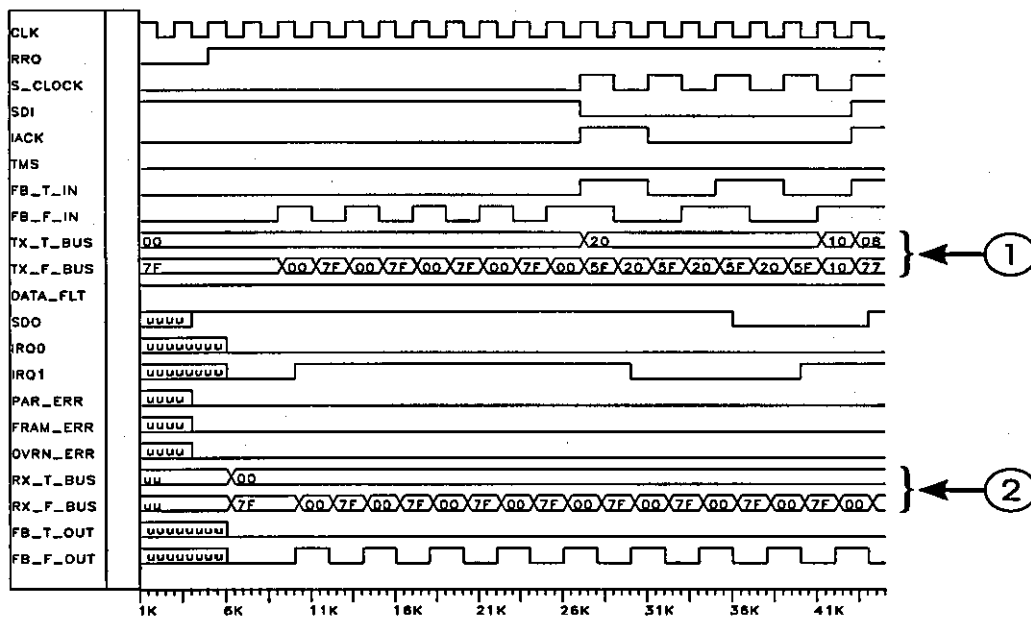 CLK
RRQ
S_CLOCK
SDI
IACK
TMS
FB_T_IN
FB_F_IN
TX_T_BUS 00 20 10 08
TX_F_BUS 7F 00 7F 00 7F 00 7F 00 7F 00 5F 20 5F 20 5F 20 5F 10 77
1
DATA_FLT
SDO uuuu
IRQ0 uuuuuuuu
IRQ1 uuuuuuuu
PAR_ERR uuuu
FRAM_ERR uuuu
OVRN_ERR uuuu
RX_T_BUS uu 00
RX_F_BUS uu 7F 00 7F 00 7F 00 7F 00 7F 00 7F 00 7F 00 7F 00 7F 00
2
FB_T_OUT uuuuuuuu
FB_F_OUT uuuuuuuu
1K 6K 11K 16K 21K 26K 31K 36K 41K